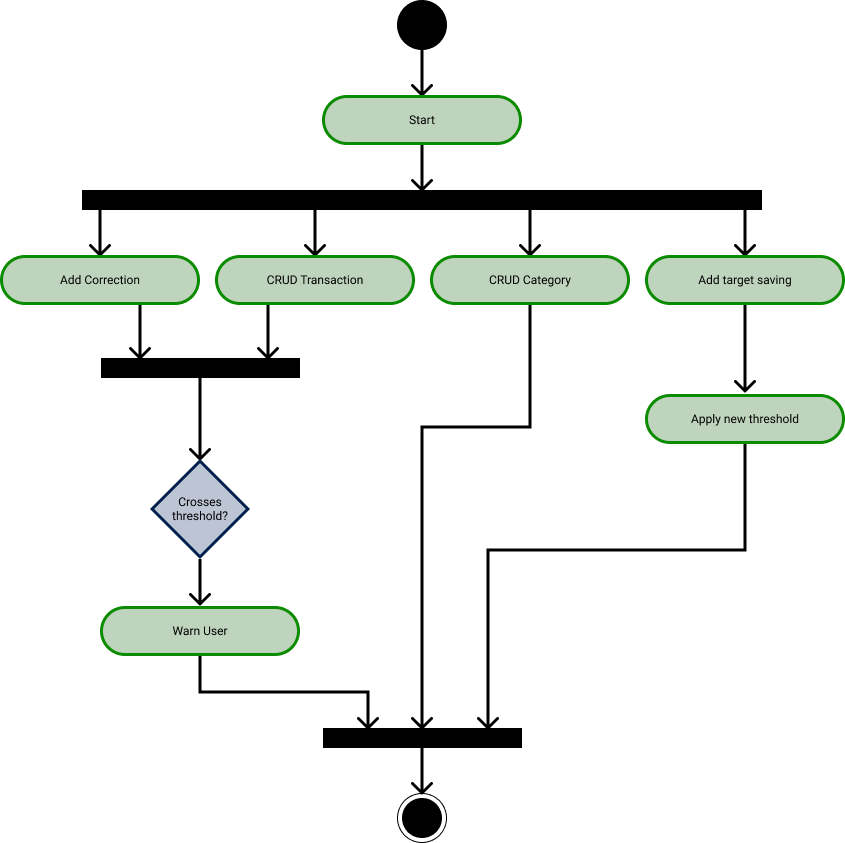 Start
Add Correction
CRUD Transaction
CRUD Category
Add target saving
Apply new threshold
Crosses
threshold?
Warn User